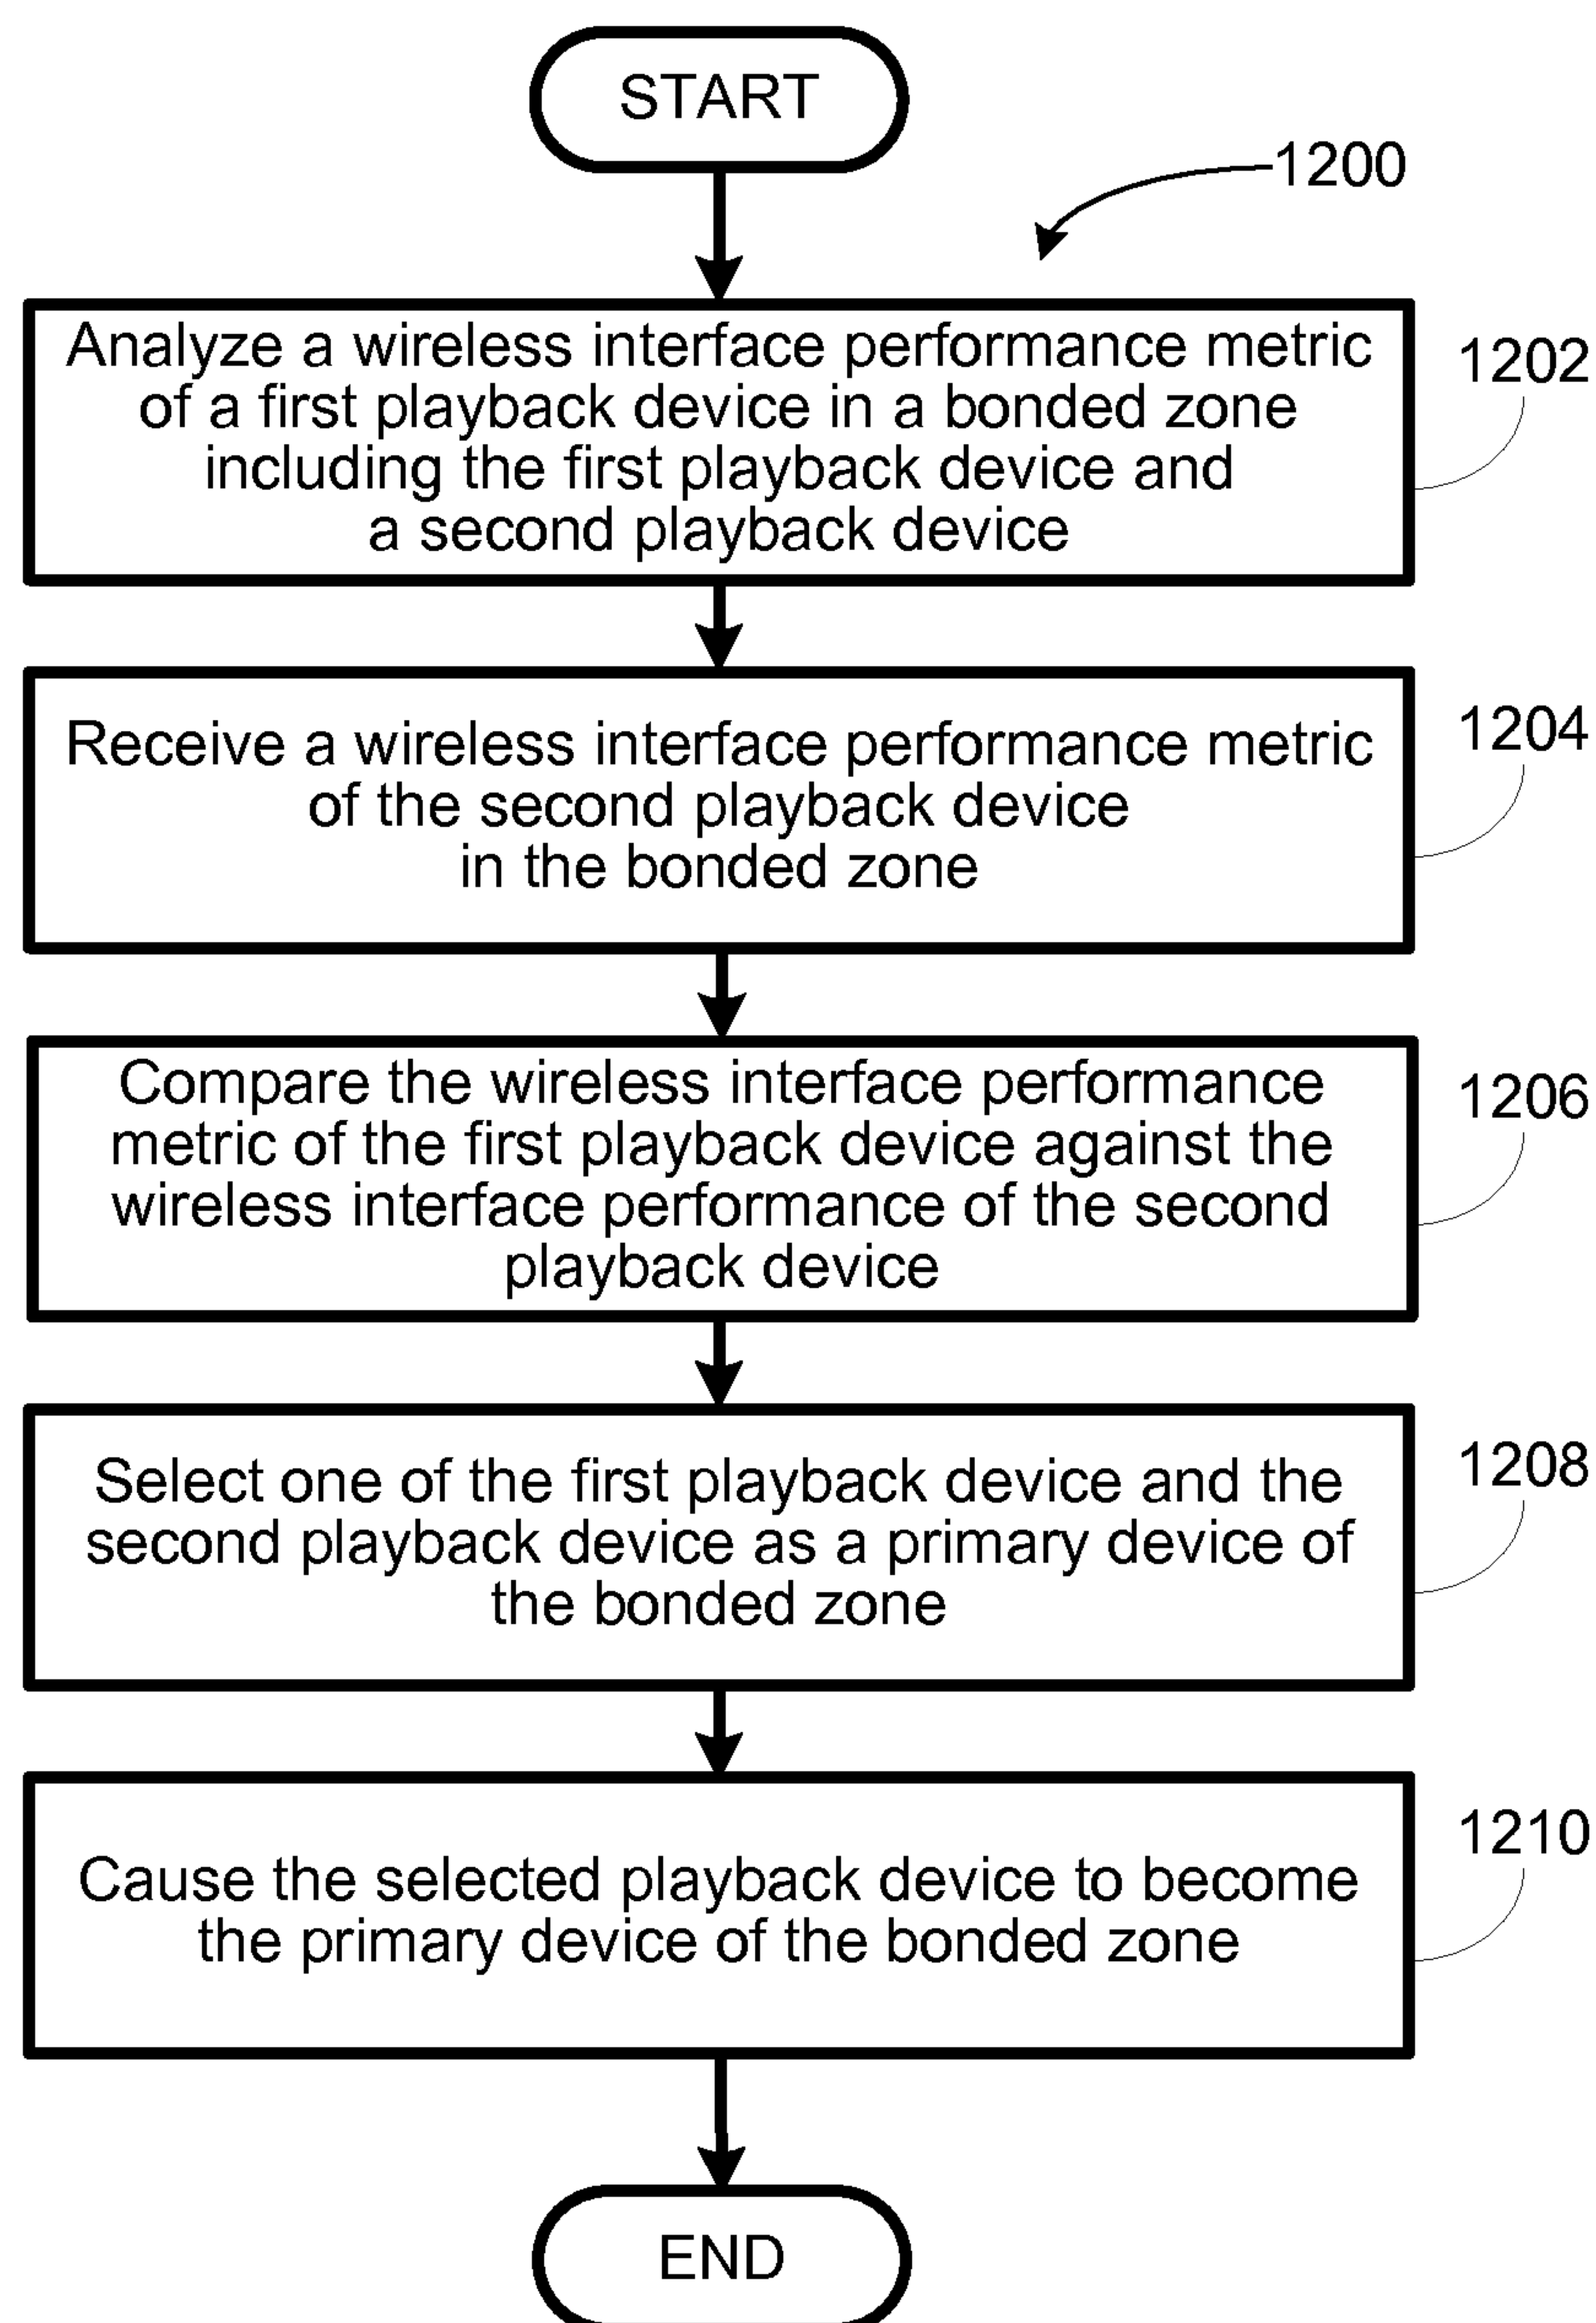 START
1200
Analyze a wireless interface performance metric
of a first playback device in a bonded zone
including the first playback device and
a second playback device
1202
Receive a wireless interface performance metric
of the second playback device
in the bonded zone
1204
Compare the wireless interface performance
metric of the first playback device against the
wireless interface performance of the second
playback device
1206
Select one of the first playback device and the
second playback device as a primary device of
the bonded zone
1208
Cause the selected playback device to become
the primary device of the bonded zone
1210
END